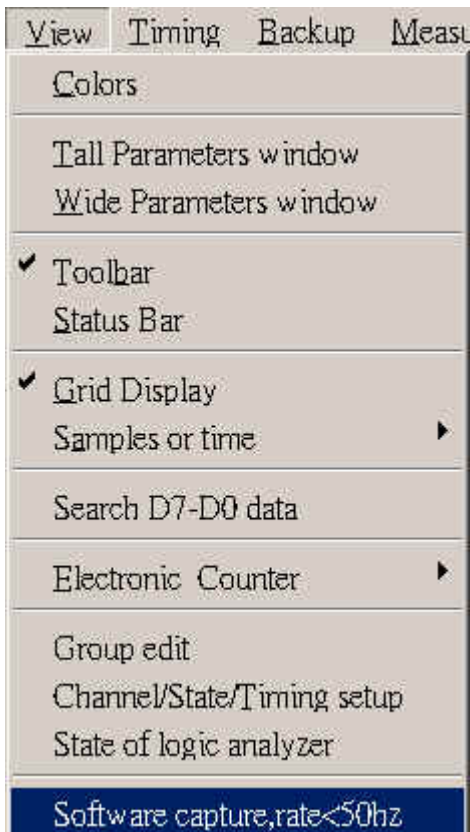 View Timing Backup Measu
Colors
Tall Parameters window
Wide Parameters window
Toolbar
Status Bar
Grid Display
Samples or time
Search D7-D0 data
Electronic Counter
Group edit
Channel/State/Timing setup
State of logic analyzer
Software capture,rate<50hz